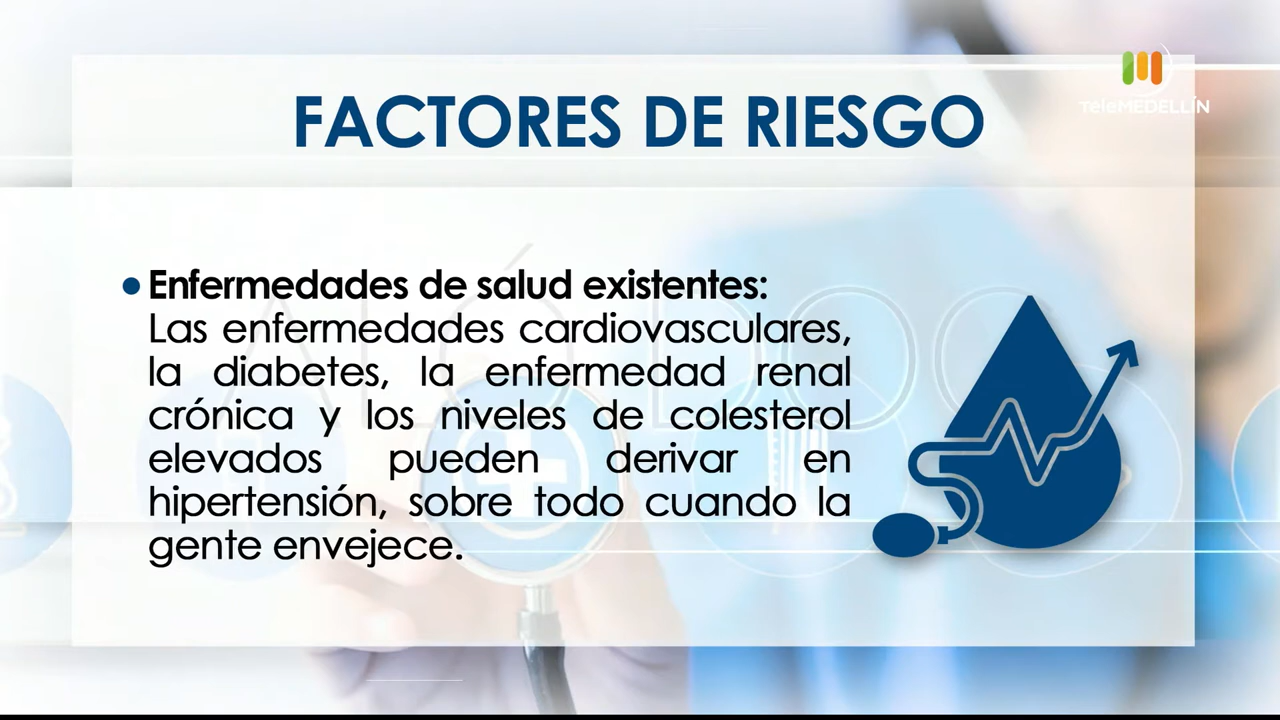 TeleMEDELLÍN
FACTORES DE RIESGO
Enfermedades de salud existentes:
Las enfermedades cardiovasculares,
la diabetes, la enfermedad renal
crónica y los niveles de colesterol
elevados pueden derivar en
hipertensión, sobre todo cuando la
gente envejece.